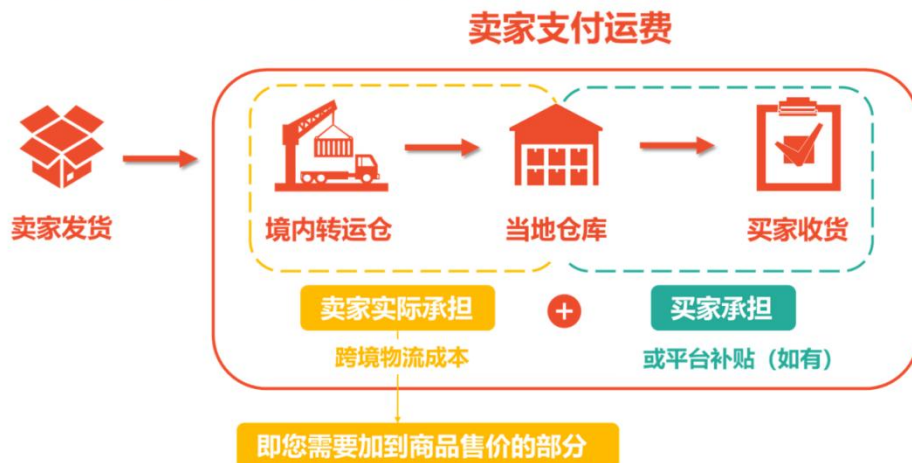 卖家支付运费
卖家发货
境内转运仓
当地仓库
买家收货
卖家实际承担
+
买家承担
跨境物流成本
或平台补贴（如有）
即您需要加到商品售价的部分